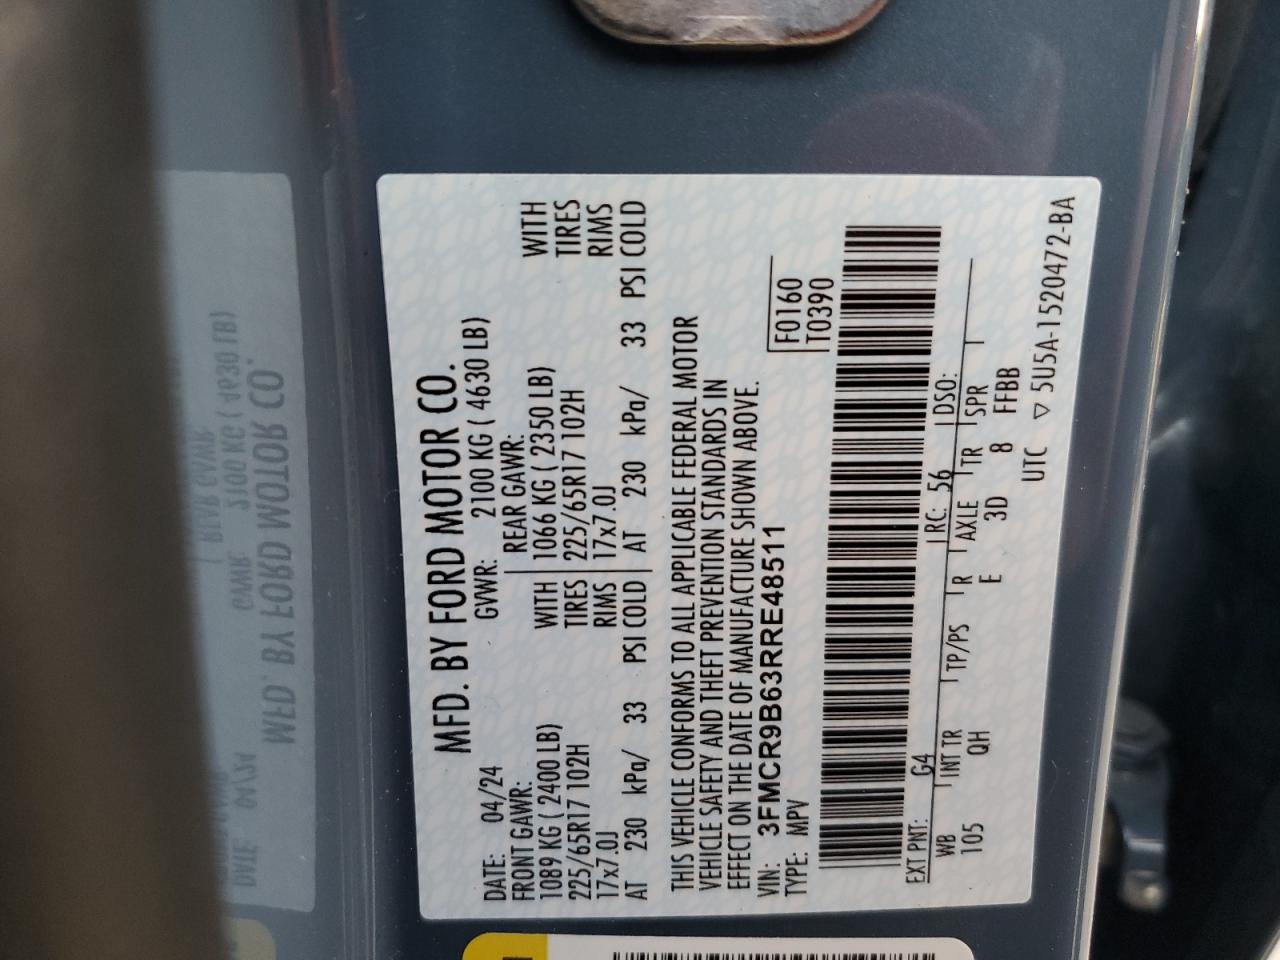 MFD. BY FORD MOTOR CO.
DATE: 04/24 GVWR: 2100 KG ( 4630 LB)
FRONT GAWR: REAR GAWR:
1089 KG ( 2400 LB) WITH 1066 KG ( 2350 LB) WITH
225/65R17 102H TIRES 225/65R17 102H TIRES
17x7.0J RIMS 17x7.0J RIMS
AT 230 kPa/ 33 PSI COLD AT 230 kPa/ 33 PSI COLD
THIS VEHICLE CONFORMS TO ALL APPLICABLE FEDERAL MOTOR
VEHICLE SAFETY AND THEFT PREVENTION STANDARDS IN
EFFECT ON THE DATE OF MANUFACTURE SHOWN ABOVE.
VIN: 3FMCR9B63RRE48511 F0160
TYPE: MPV T0390
EXT PNT: G4 RC: 56 DSO:
WB INT TR TP/PS R AXLE TR SPR
105 QH E 3D 8 FFBB
UTC ▽ 5U5A-1520472-BA